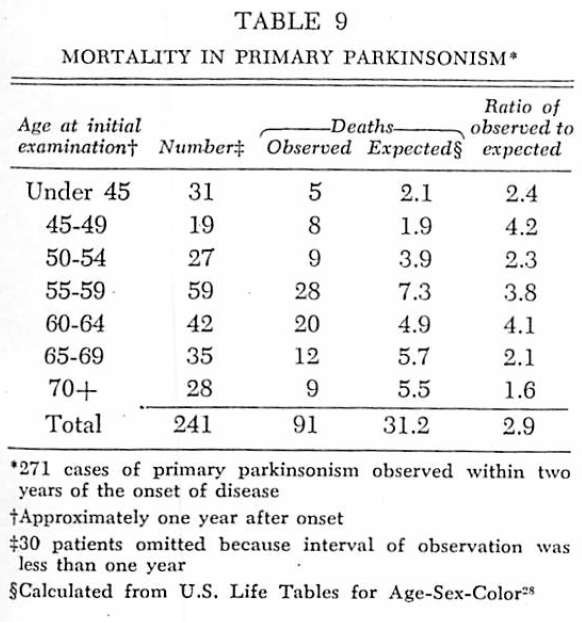 TABLE 9
MORTALITY IN PRIMARY PARKINSONISM*
Age at initial examination† Number‡ Deaths Observed Expected§ Ratio of observed to expected
Under 45 31 5 2.1 2.4
45-49 19 8 1.9 4.2
50-54 27 9 3.9 2.3
55-59 59 28 7.3 3.8
60-64 42 20 4.9 4.1
65-69 35 12 5.7 2.1
70+ 28 9 5.5 1.6
Total 241 91 31.2 2.9
*271 cases of primary parkinsonism observed within two
years of the onset of disease
†Approximately one year after onset
‡30 patients omitted because interval of observation was
less than one year
§Calculated from U.S. Life Tables for Age-Sex-Color²⁸